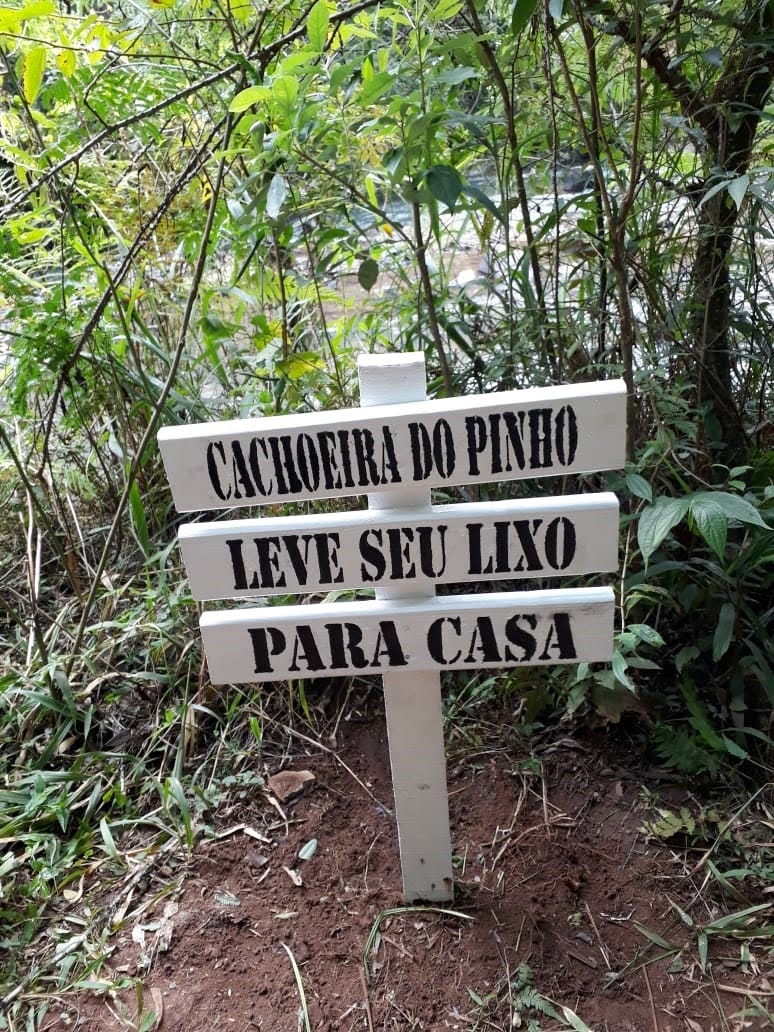 CACHOEIRA DO PINHO
LEVE SEU LIXO
PARA CASA